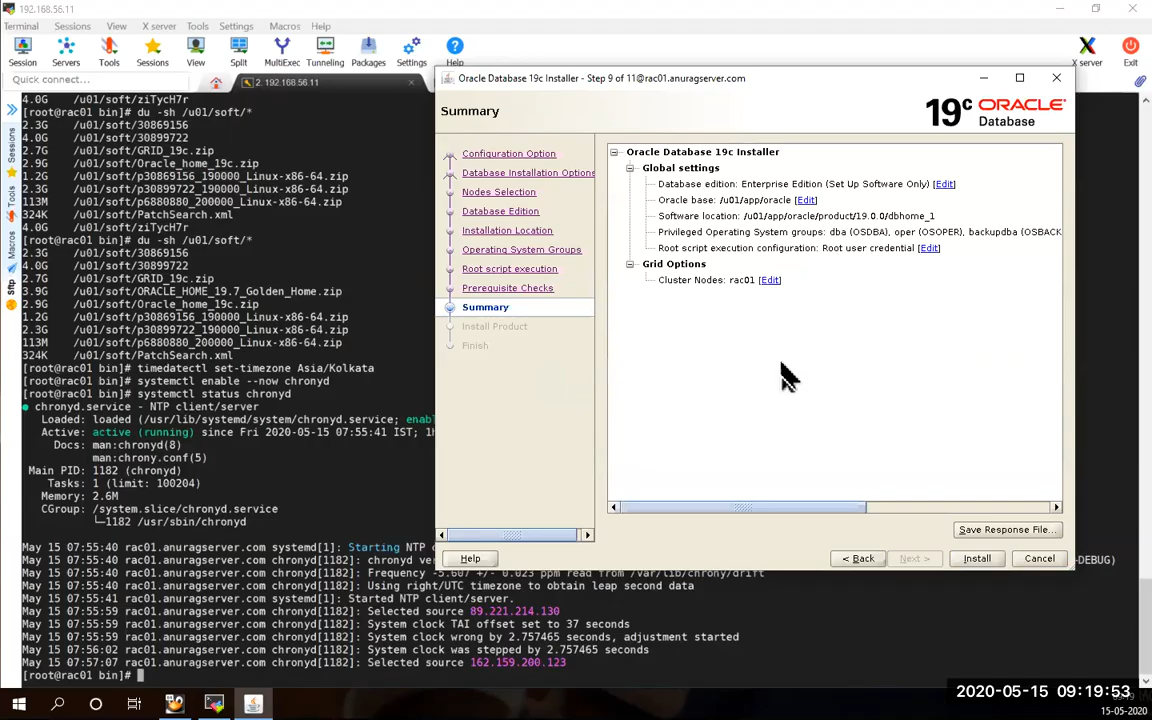 192.168.56.11
Terminal Sessions View X server Tools Settings Macros Help
Session Servers Tools Sessions View Split MultiExec Tunneling Packages Settings Help X server Exit
Quick connect...
2. 192.168.56.11
Sessions
Tools
Macros
Sftp
4.0G /u01/soft/ziTycH7r
[root@rac01 bin]# du -sh /u01/soft/*
2.3G /u01/soft/30869156
4.0G /u01/soft/30899722
2.7G /u01/soft/GRID_19c.zip
2.9G /u01/soft/Oracle_home_19c.zip
1.2G /u01/soft/p30869156_190000_Linux-x86-64.zip
2.3G /u01/soft/p30899722_190000_Linux-x86-64.zip
113M /u01/soft/p6880880_200000_Linux-x86-64.zip
324K /u01/soft/PatchSearch.xml
4.0G /u01/soft/ziTycH7r
[root@rac01 bin]# du -sh /u01/soft/*
2.3G /u01/soft/30869156
4.0G /u01/soft/30899722
2.7G /u01/soft/GRID_19c.zip
3.9G /u01/soft/ORACLE_HOME_19.7_Golden_Home.zip
2.9G /u01/soft/Oracle_home_19c.zip
1.2G /u01/soft/p30869156_190000_Linux-x86-64.zip
2.3G /u01/soft/p30899722_190000_Linux-x86-64.zip
113M /u01/soft/p6880880_200000_Linux-x86-64.zip
324K /u01/soft/PatchSearch.xml
[root@rac01 bin]# timedatectl set-timezone Asia/Kolkata
[root@rac01 bin]# systemctl enable --now chronyd
[root@rac01 bin]# systemctl status chronyd
● chronyd.service - NTP client/server
Loaded: loaded (/usr/lib/systemd/system/chronyd.service; enabl
Active: active (running) since Fri 2020-05-15 07:55:41 IST; 1h
Docs: man:chronyd(8)
man:chrony.conf(5)
Main PID: 1182 (chronyd)
Tasks: 1 (limit: 100204)
Memory: 2.6M
CGroup: /system.slice/chronyd.service
└─1182 /usr/sbin/chronyd
May 15 07:55:40 rac01.anuragserver.com systemd[1]: Starting NTP c
May 15 07:55:40 rac01.anuragserver.com chronyd[1182]: chronyd ver -DEBUG)
May 15 07:55:40 rac01.anuragserver.com chronyd[1182]: Frequency -5.607 +/- 0.023 ppm read from /var/lib/chrony/drift
May 15 07:55:40 rac01.anuragserver.com chronyd[1182]: Using right/UTC timezone to obtain leap second data
May 15 07:55:41 rac01.anuragserver.com systemd[1]: Started NTP client/server.
May 15 07:55:59 rac01.anuragserver.com chronyd[1182]: Selected source 89.221.214.130
May 15 07:55:59 rac01.anuragserver.com chronyd[1182]: System clock TAI offset set to 37 seconds
May 15 07:55:59 rac01.anuragserver.com chronyd[1182]: System clock wrong by 2.757465 seconds, adjustment started
May 15 07:56:02 rac01.anuragserver.com chronyd[1182]: System clock was stepped by 2.757465 seconds
May 15 07:57:07 rac01.anuragserver.com chronyd[1182]: Selected source 162.159.200.123
[root@rac01 bin]#
Oracle Database 19c Installer - Step 9 of 11@rac01.anuragserver.com
Summary
19c ORACLE
Database
Configuration Option
Database Installation Options
Nodes Selection
Database Edition
Installation Location
Operating System Groups
Root script execution
Prerequisite Checks
Summary
Install Product
Finish
Oracle Database 19c Installer
Global settings
Database edition: Enterprise Edition (Set Up Software Only) [Edit]
Oracle base: /u01/app/oracle [Edit]
Software location: /u01/app/oracle/product/19.0.0/dbhome_1
Privileged Operating System groups: dba (OSDBA), oper (OSOPER), backupdba (OSBACK
Root script execution configuration: Root user credential [Edit]
Grid Options
Cluster Nodes: rac01 [Edit]
Save Response File...
Help < Back Next > Install Cancel
2020-05-15 09:19:53
15-05-2020